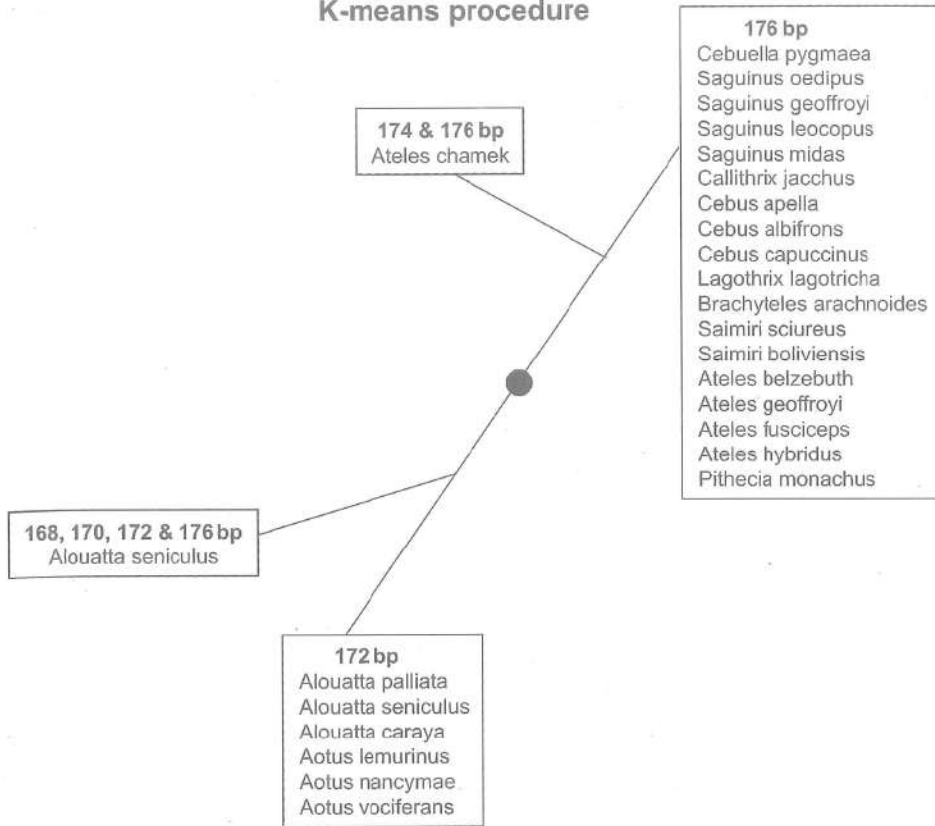 K-means procedure
176 bp
Cebuella pygmaea
Saguinus oedipus
Saguinus geoffroyi
Saguinus leocopus
Saguinus midas
Callithrix jacchus
Cebus apella
Cebus albifrons
Cebus capuccinus
Lagothrix lagotricha
Brachyteles arachnoides
Saimiri sciureus
Saimiri boliviensis
Ateles belzebuth
Ateles geoffroyi
Ateles fusciceps
Ateles hybridus
Pithecia monachus
174 & 176 bp
Ateles chamek
168, 170, 172 & 176 bp
Alouatta seniculus
172 bp
Alouatta palliata
Alouatta seniculus
Alouatta caraya
Aotus lemurinus
Aotus nancymae
Aotus vociferans